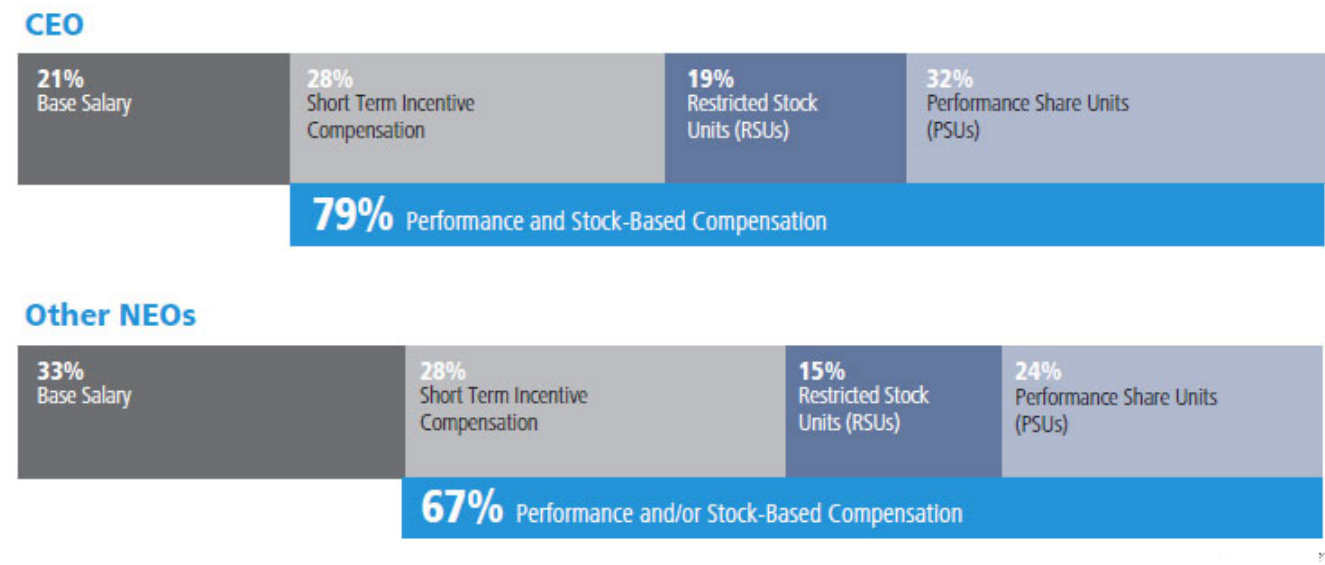 CEO
21%
Base Salary
28%
Short Term Incentive
Compensation
19%
Restricted Stock
Units (RSUs)
32%
Performance Share Units
(PSUs)
79% Performance and Stock-Based Compensation
Other NEOs
33%
Base Salary
28%
Short Term Incentive
Compensation
15%
Restricted Stock
Units (RSUs)
24%
Performance Share Units
(PSUs)
67% Performance and/or Stock-Based Compensation